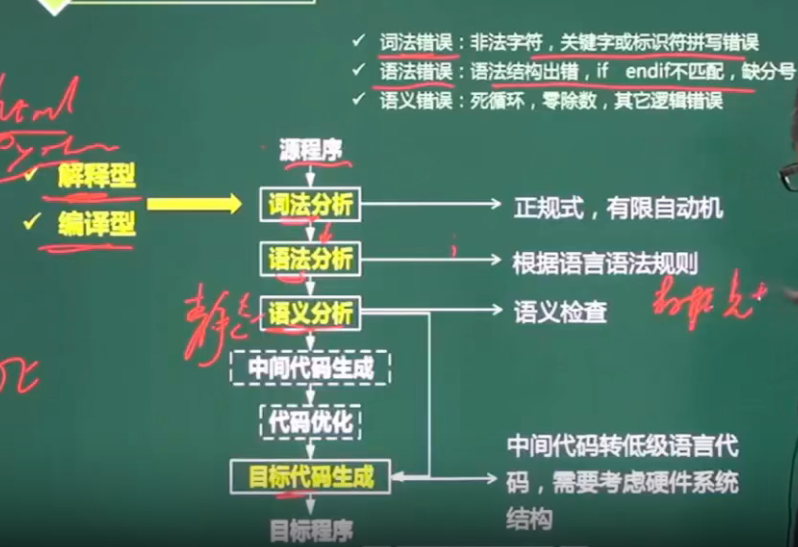 ✓ 词法错误：非法字符，关键字或标识符拼写错误
✓ 语法错误：语法结构出错，if endif不匹配，缺分号
✓ 语义错误：死循环，零除数，其它逻辑错误
html
源程序
✓ 解释型
✓ 编译型
词法分析
正规式，有限自动机
语法分析
；
根据语言语法规则
静态
语义分析
语义检查
中间代码生成
代码优化
目标代码生成
中间代码转低级语言代
码，需要考虑硬件系统
结构
目标程序